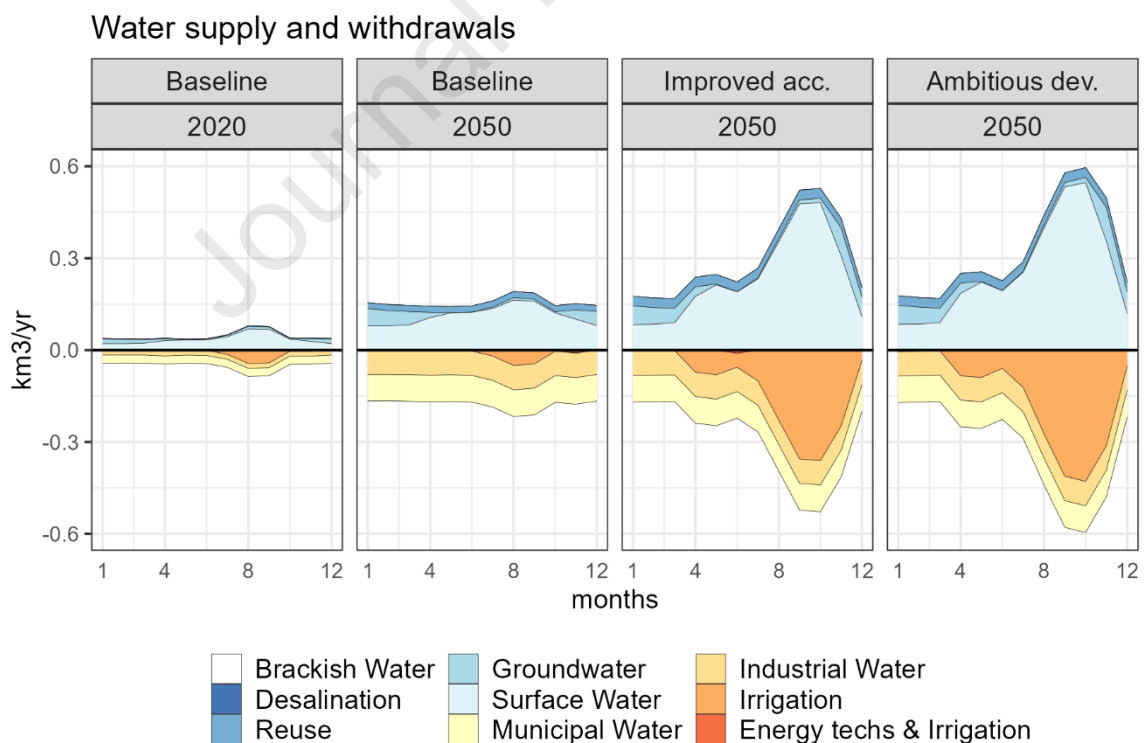 Water supply and withdrawals
Journal
Baseline Baseline Improved acc. Ambitious dev.
2020 2050 2050 2050
0.6
0.3
0.0
-0.3
-0.6
km3/yr
1 4 8 12 1 4 8 12 1 4 8 12 1 4 8 12
months
Brackish Water Groundwater Industrial Water
Desalination Surface Water Irrigation
Reuse Municipal Water Energy techs & Irrigation